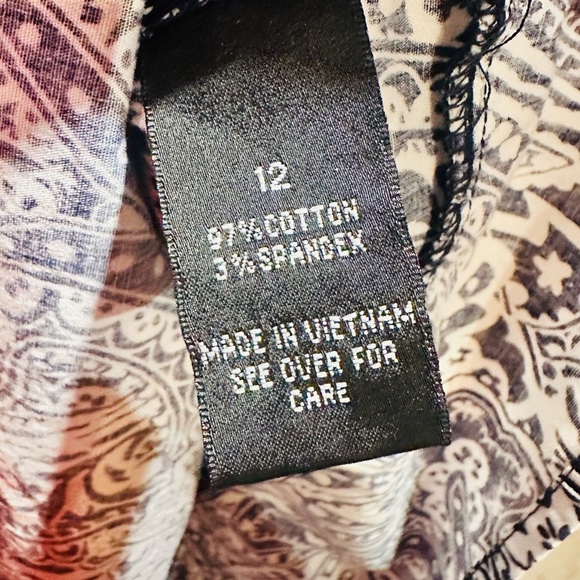 12
97%COTTON
3%SPANDEX
MADE IN VIETNAM
SEE OVER FOR
CARE